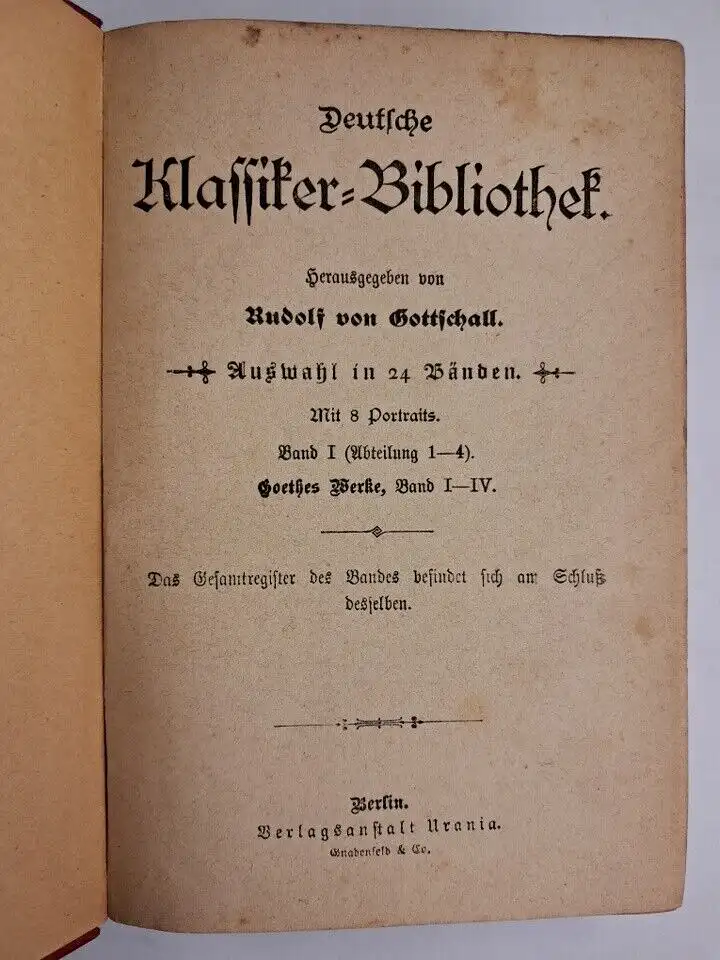 Deutsche
Klassiker-Bibliothek.
Herausgegeben von
Rudolf von Gottschall.
Auswahl in 24 Bänden.
Mit 8 Portraits.
Band I (Abteilung 1—4).
Goethes Werke, Band I—IV.
Das Gesamtregister des Bandes befindet sich am Schluß
desselben.
Berlin.
Verlagsanstalt Urania.
Gnadenfeld & Co.